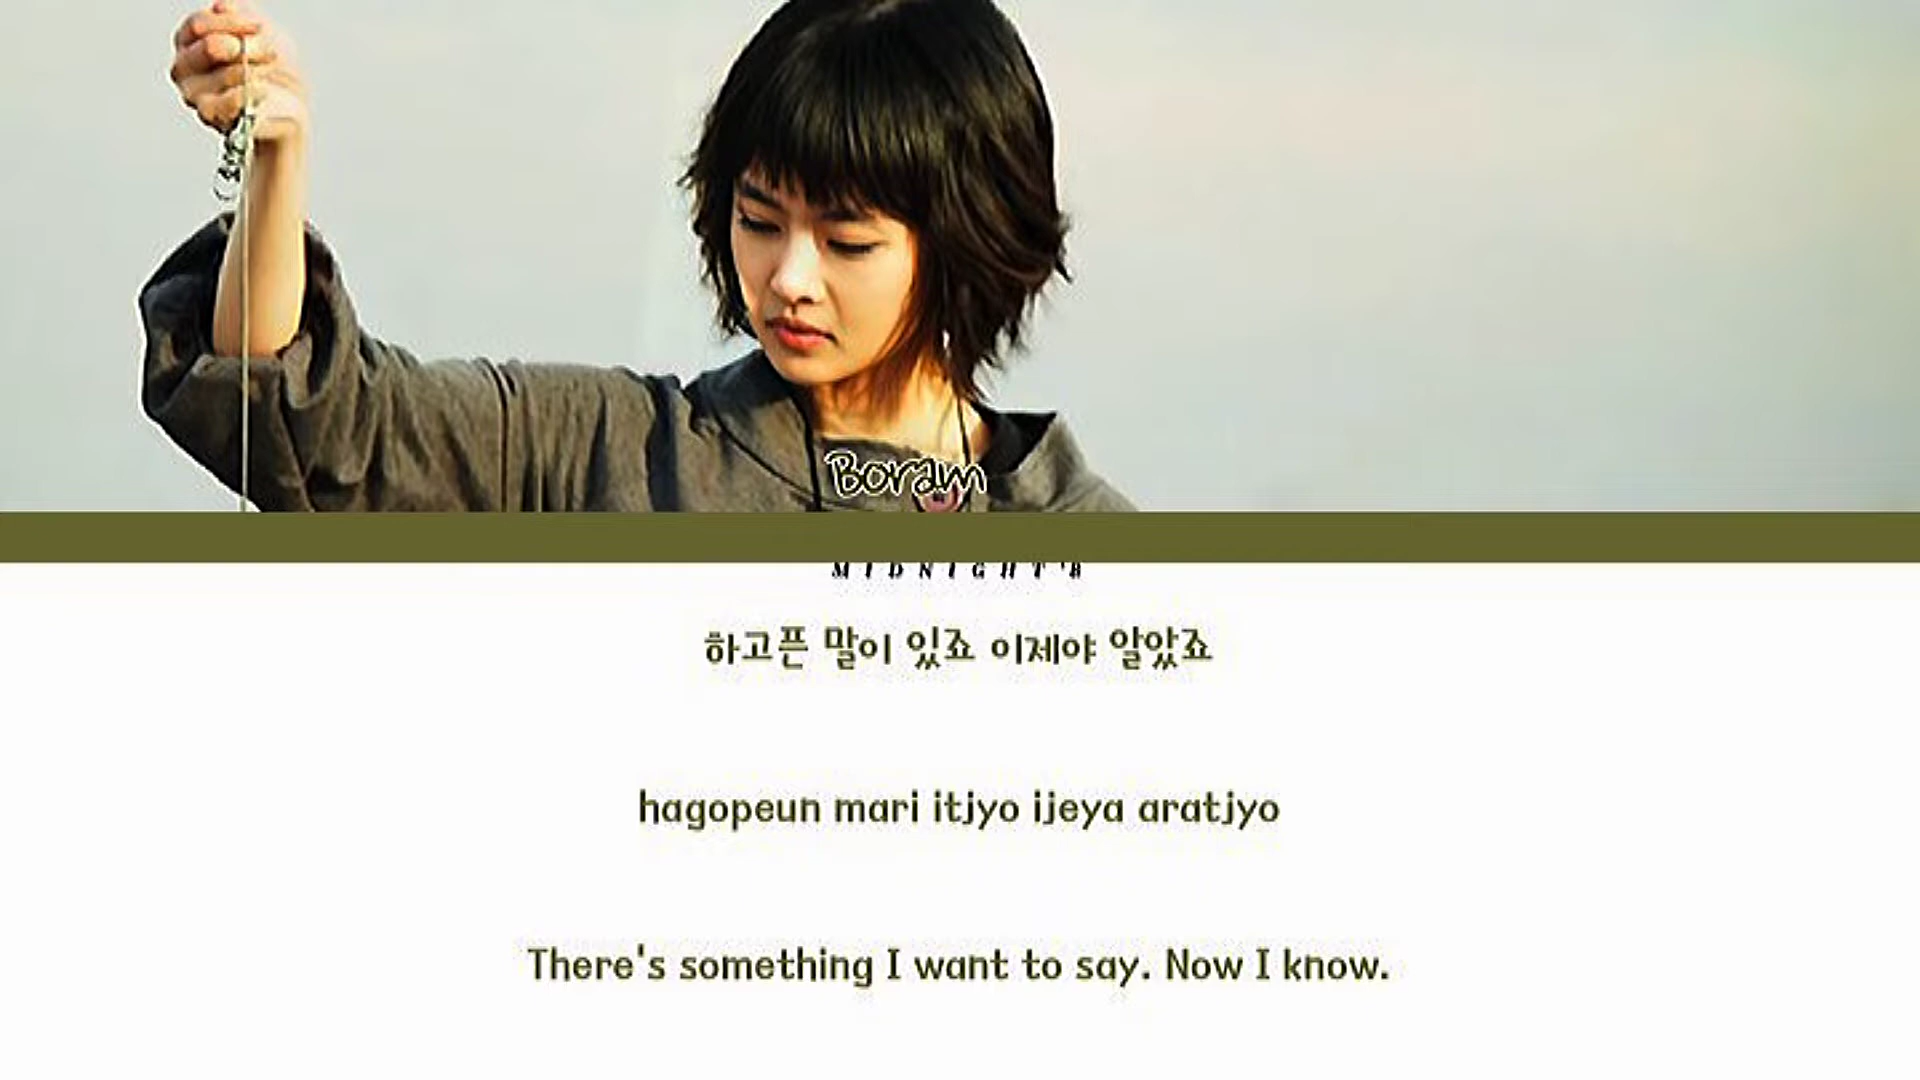 Boram
MIDNIGHT'B
하고픈 말이 있죠 이제야 알았죠
hagopeun mari itjyo ijeya aratjyo
There's something I want to say. Now I know.